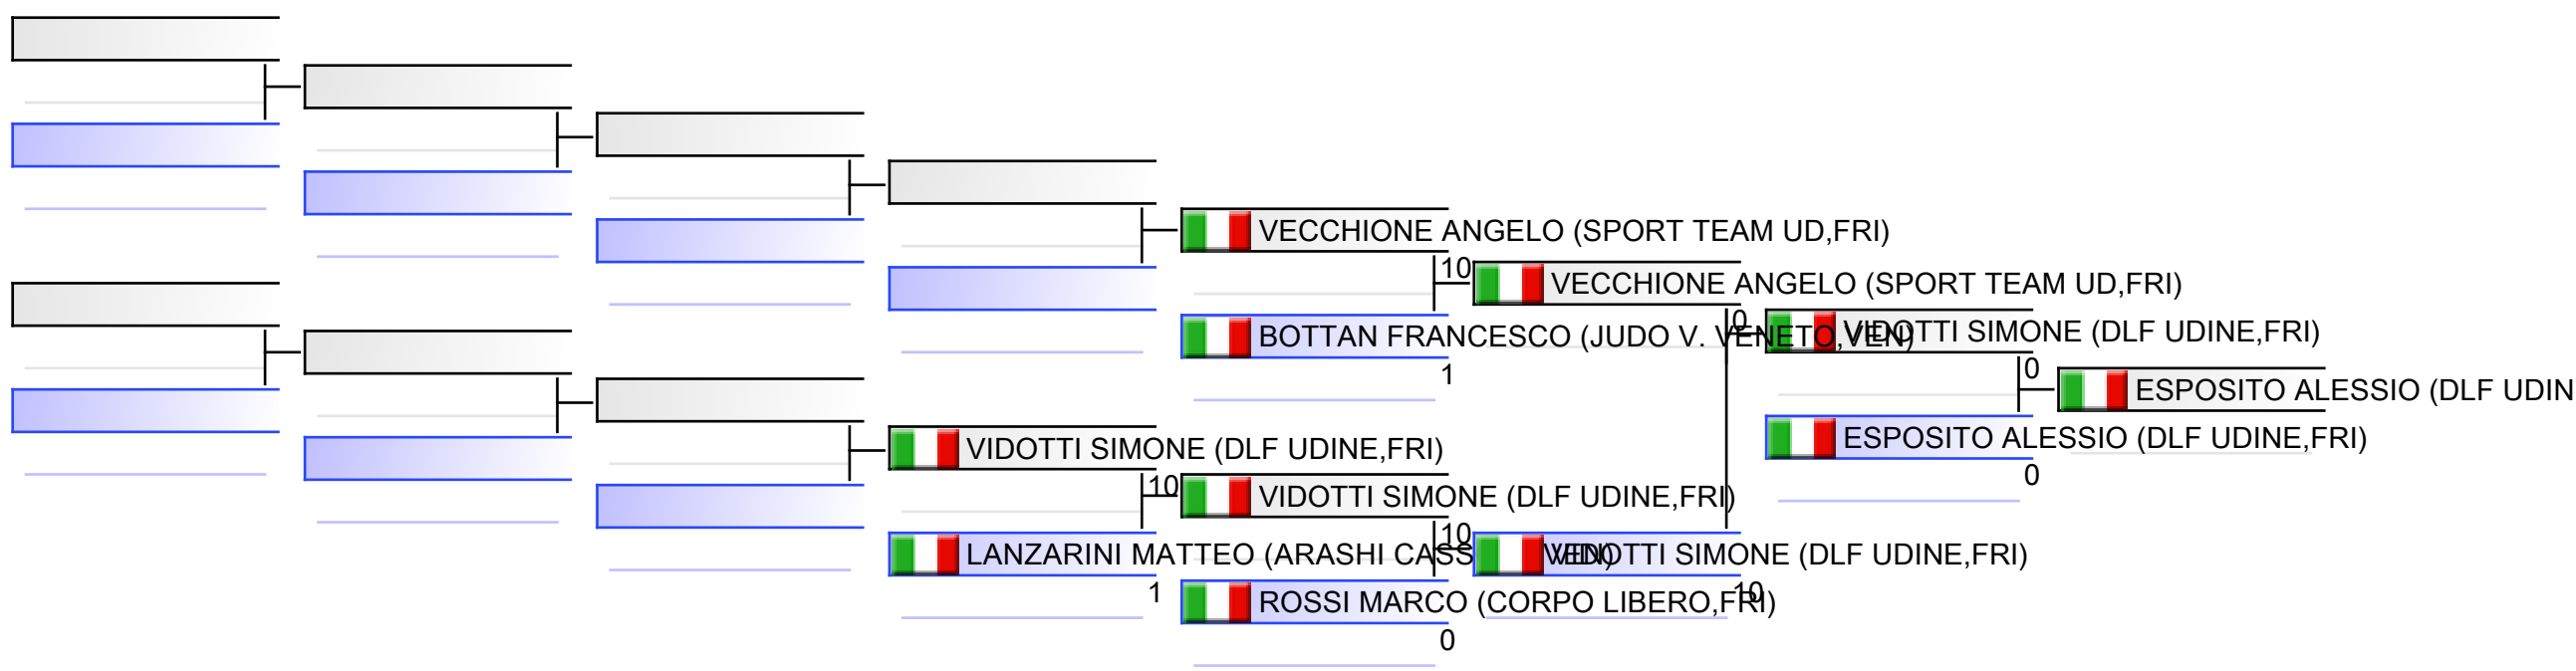 VECCHIONE ANGELO (SPORT TEAM UD,FRI)
10
VECCHIONE ANGELO (SPORT TEAM UD,FRI)
0
VIDOTTI SIMONE (DLF UDINE,FRI)
BOTTAN FRANCESCO (JUDO V. VENETO,VEN)
1
0
ESPOSITO ALESSIO (DLF UDIN
ESPOSITO ALESSIO (DLF UDINE,FRI)
0
VIDOTTI SIMONE (DLF UDINE,FRI)
10
VIDOTTI SIMONE (DLF UDINE,FRI)
10
LANZARINI MATTEO (ARASHI CASS
VIDOTTI SIMONE (DLF UDINE,FRI)
1
10
ROSSI MARCO (CORPO LIBERO,FRI)
0